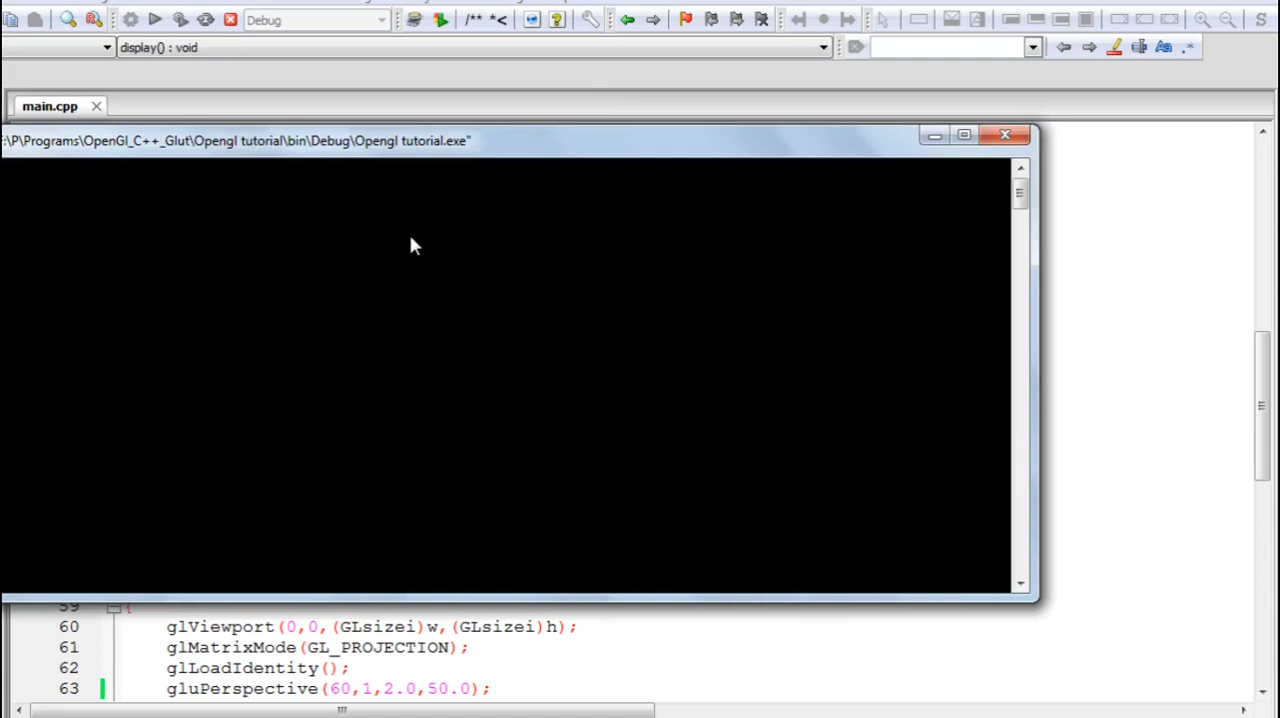 Debug
/** *<
S
display() : void
Aa .*
main.cpp
:\P\Programs\OpenGl_C++_Glut\Opengl tutorial\bin\Debug\Opengl tutorial.exe"
59 {
60 glViewport(0,0,(GLsizei)w,(GLsizei)h);
61 glMatrixMode(GL_PROJECTION);
62 glLoadIdentity();
63 gluPerspective(60,1,2.0,50.0);